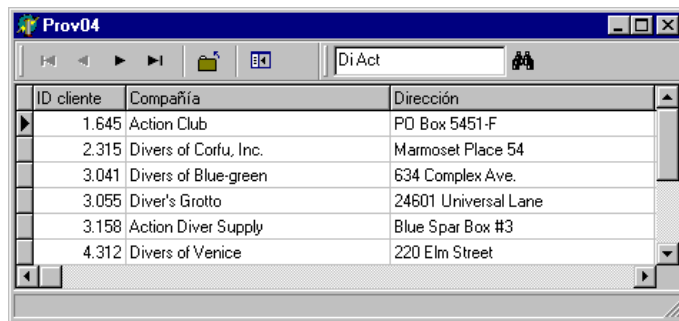 Prov04
Di Act
ID cliente Compañía Dirección
1.645 Action Club PO Box 5451-F
2.315 Divers of Corfu, Inc. Marmoset Place 54
3.041 Divers of Blue-green 634 Complex Ave.
3.055 Diver's Grotto 24601 Universal Lane
3.158 Action Diver Supply Blue Spar Box #3
4.312 Divers of Venice 220 Elm Street